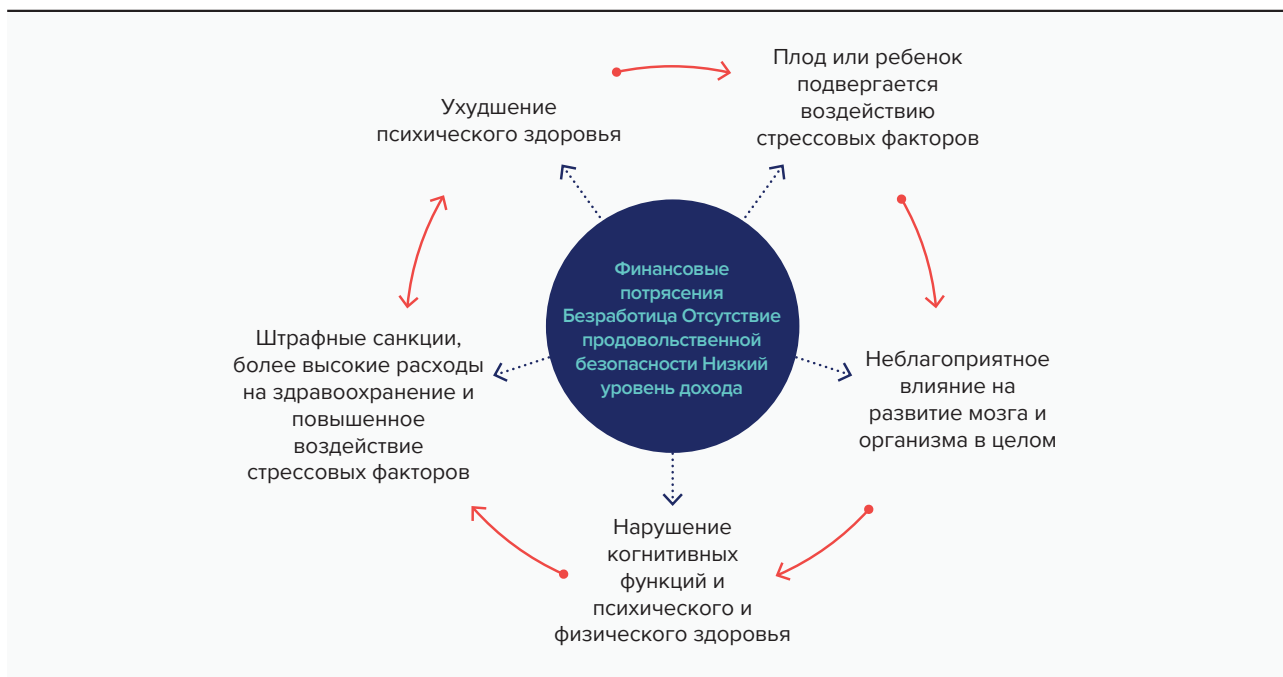 Ухудшение
психического здоровья
Плод или ребенок
подвергается
воздействию
стрессовых факторов
Финансовые
потрясения
Безработица Отсутствие
продовольственной
безопасности Низкий
уровень дохода
Неблагоприятное
влияние на
развитие мозга и
организма в целом
Нарушение
когнитивных
функций и
психического и
физического здоровья
Штрафные санкции,
более высокие расходы
на здравоохранение и
повышенное
воздействие
стрессовых факторов